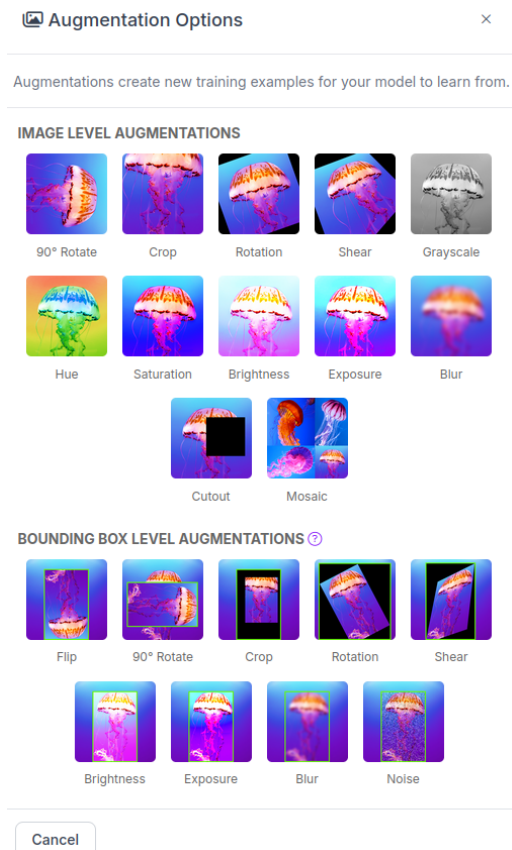 Augmentation Options
Augmentations create new training examples for your model to learn from.
IMAGE LEVEL AUGMENTATIONS
90° Rotate Crop Rotation Shear Grayscale
Hue Saturation Brightness Exposure Blur
Cutout Mosaic
BOUNDING BOX LEVEL AUGMENTATIONS ?
Flip 90° Rotate Crop Rotation Shear
Brightness Exposure Blur Noise
Cancel